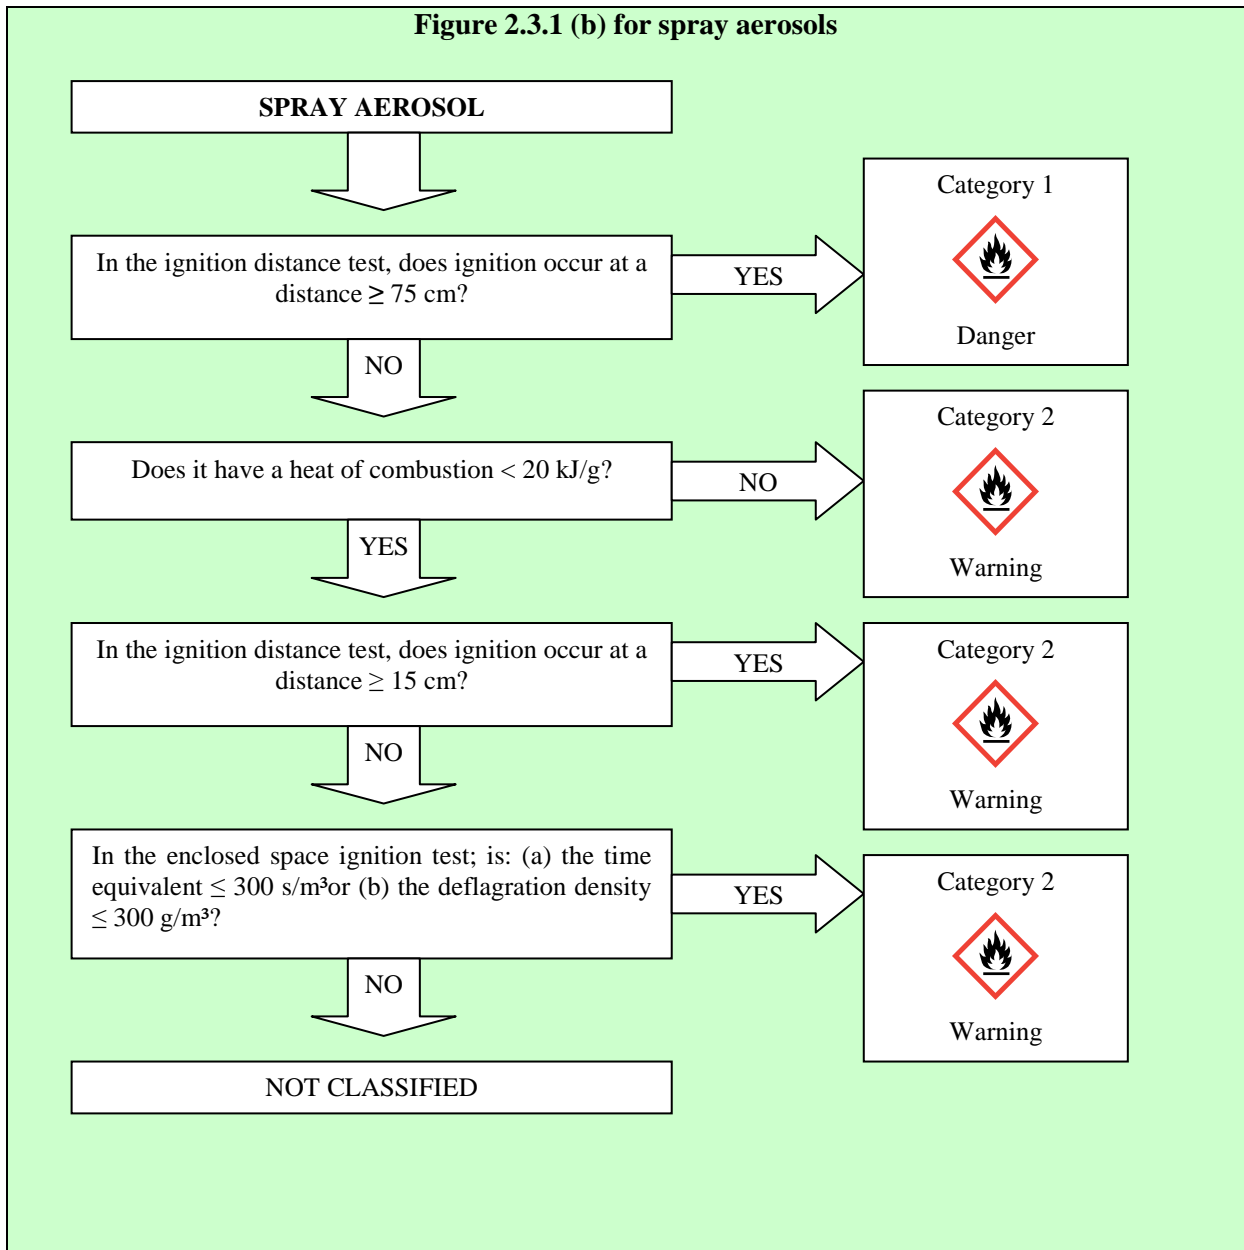 Figure 2.3.1 (b) for spray aerosols
SPRAY AEROSOL
In the ignition distance test, does ignition occur at a
distance ≥ 75 cm?
YES
Category 1
Danger
NO
Does it have a heat of combustion < 20 kJ/g?
NO
Category 2
Warning
YES
In the ignition distance test, does ignition occur at a
distance ≥ 15 cm?
YES
Category 2
Warning
NO
In the enclosed space ignition test; is: (a) the time
equivalent ≤ 300 s/m³or (b) the deflagration density
≤ 300 g/m³?
YES
Category 2
Warning
NO
NOT CLASSIFIED